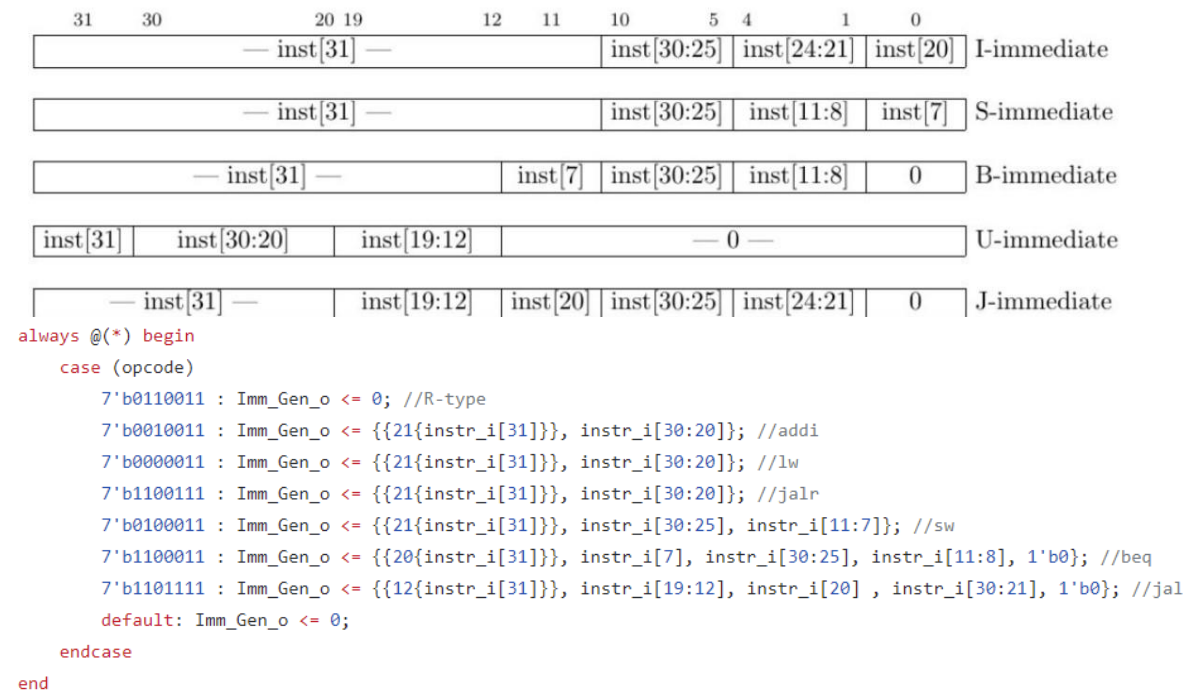 31 30 20 19 12 11 10 5 4 1 0
— inst[31] — inst[30:25] inst[24:21] inst[20] I-immediate
— inst[31] — inst[30:25] inst[11:8] inst[7] S-immediate
— inst[31] — inst[7] inst[30:25] inst[11:8] 0 B-immediate
inst[31] inst[30:20] inst[19:12] — 0 — U-immediate
— inst[31] — inst[19:12] inst[20] inst[30:25] inst[24:21] 0 J-immediate
always @(*) begin
    case (opcode)
        7'b0110011 : Imm_Gen_o <= 0; //R-type
        7'b0010011 : Imm_Gen_o <= {{21{instr_i[31]}}, instr_i[30:20]}; //addi
        7'b0000011 : Imm_Gen_o <= {{21{instr_i[31]}}, instr_i[30:20]}; //lw
        7'b1100111 : Imm_Gen_o <= {{21{instr_i[31]}}, instr_i[30:20]}; //jalr
        7'b0100011 : Imm_Gen_o <= {{21{instr_i[31]}}, instr_i[30:25], instr_i[11:7]}; //sw
        7'b1100011 : Imm_Gen_o <= {{20{instr_i[31]}}, instr_i[7], instr_i[30:25], instr_i[11:8], 1'b0}; //beq
        7'b1101111 : Imm_Gen_o <= {{12{instr_i[31]}}, instr_i[19:12], instr_i[20] , instr_i[30:21], 1'b0}; //jal
        default: Imm_Gen_o <= 0;
    endcase
end